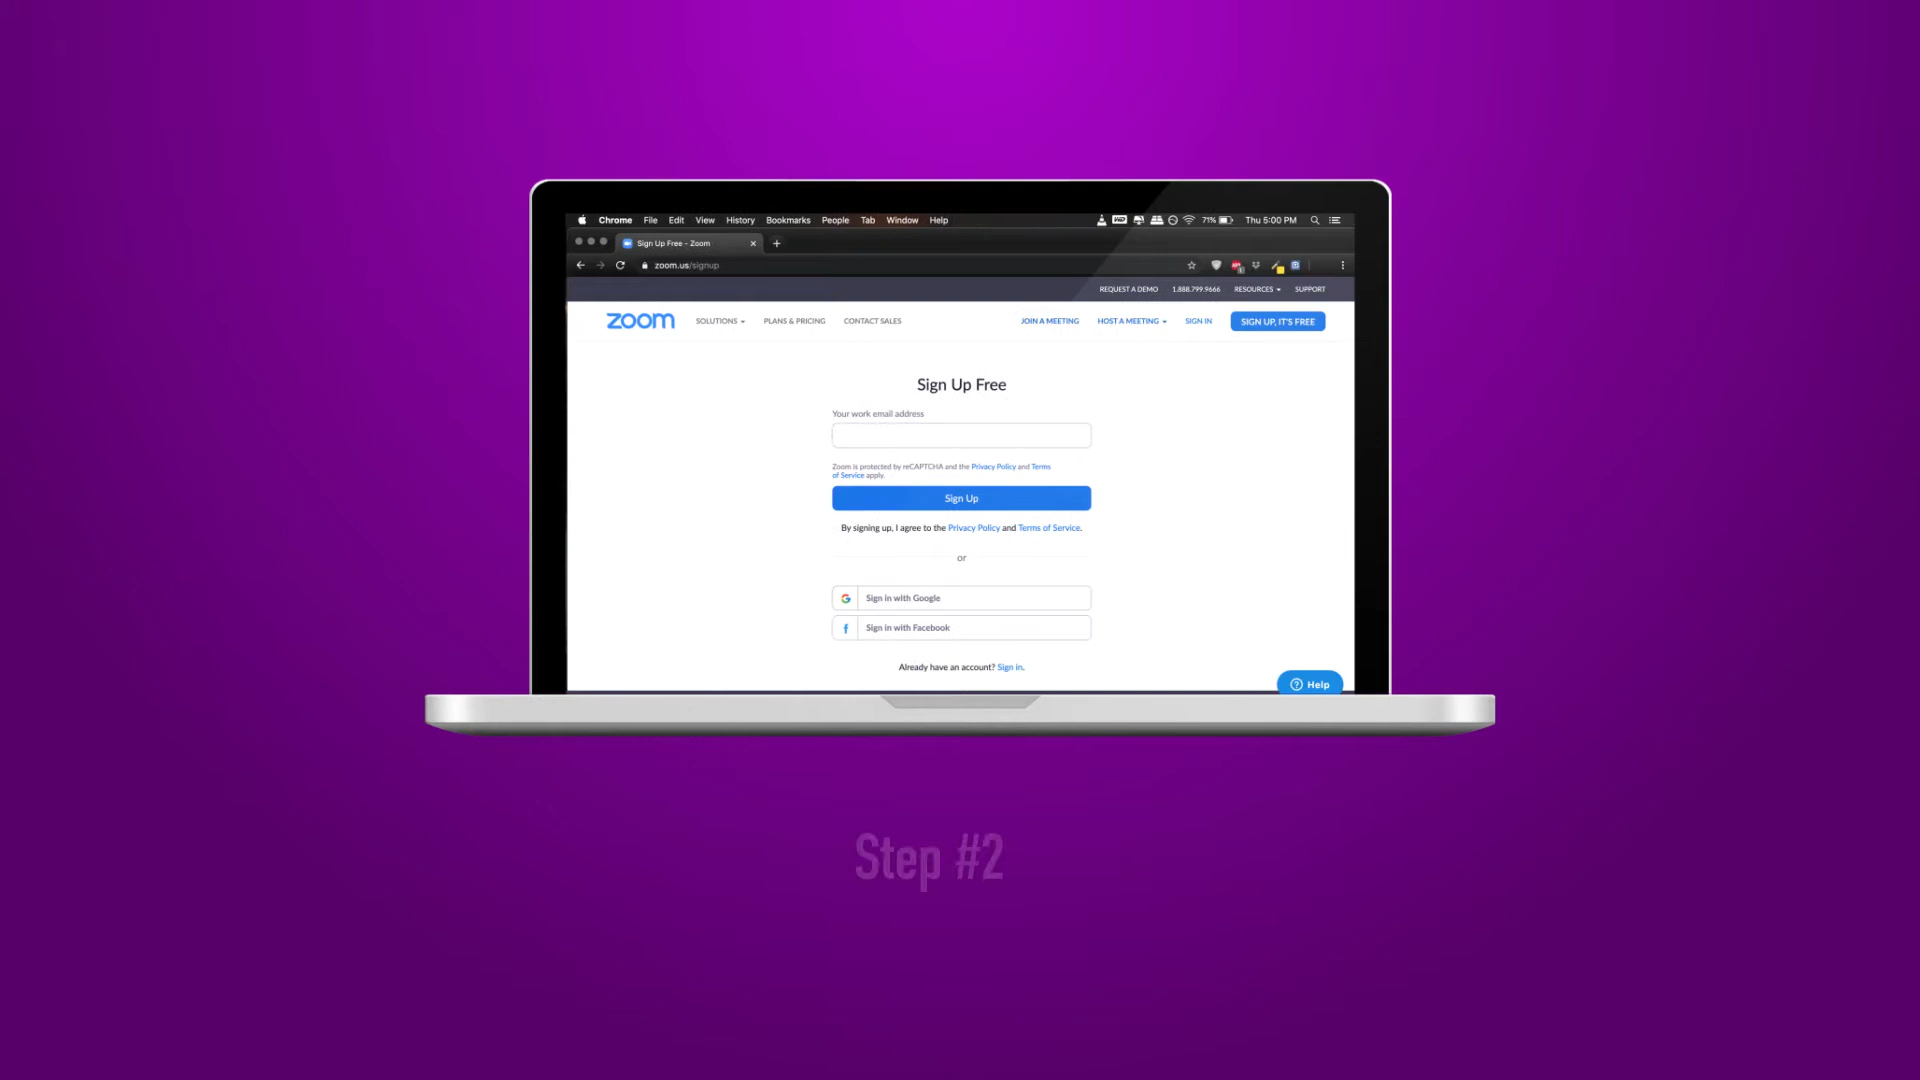 Chrome File Edit View History Bookmarks People Tab Window Help 71% Thu 5:00 PM
Sign Up Free - Zoom
zoom.us/signup
REQUEST A DEMO 1.888.799.9666 RESOURCES SUPPORT
zoom SOLUTIONS PLANS & PRICING CONTACT SALES JOIN A MEETING HOST A MEETING SIGN IN SIGN UP, IT'S FREE
Sign Up Free
Your work email address
Zoom is protected by reCAPTCHA and the Privacy Policy and Terms
of Service apply.
Sign Up
By signing up, I agree to the Privacy Policy and Terms of Service.
or
Sign in with Google
Sign in with Facebook
Already have an account? Sign in.
Help
Step #2